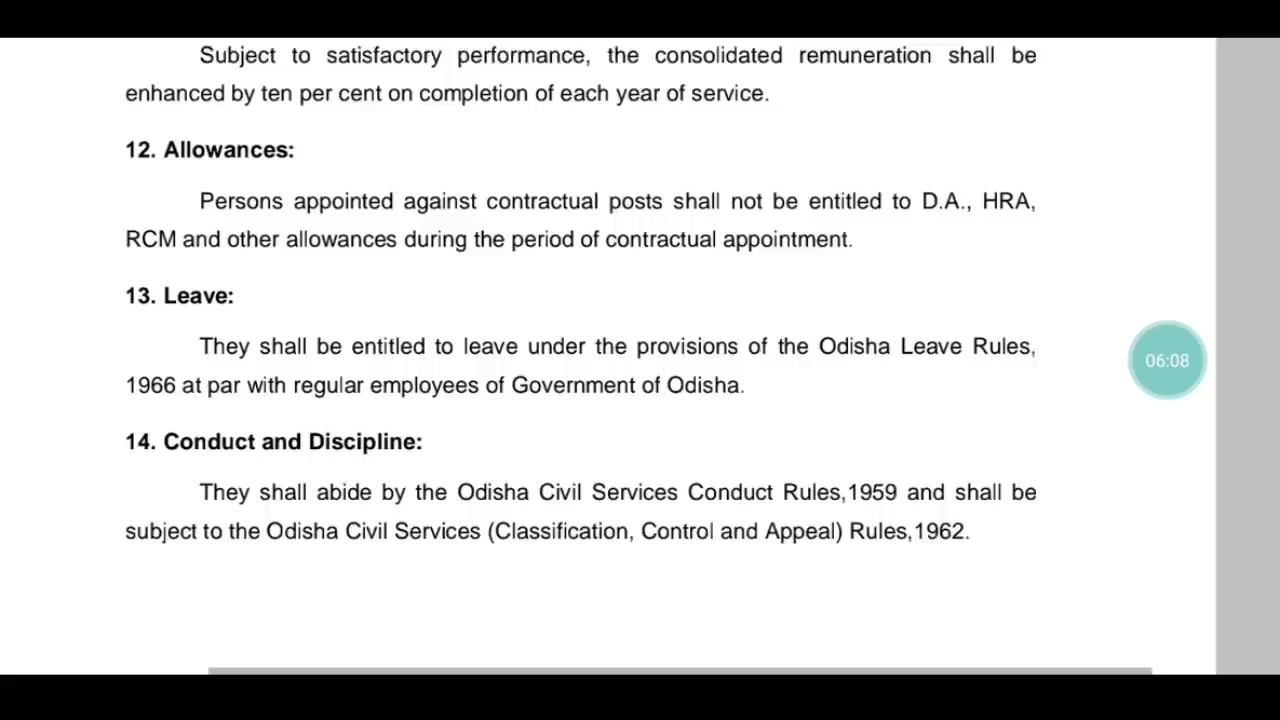 Subject to satisfactory performance, the consolidated remuneration shall be
enhanced by ten per cent on completion of each year of service.
12. Allowances:
Persons appointed against contractual posts shall not be entitled to D.A., HRA,
RCM and other allowances during the period of contractual appointment.
13. Leave:
They shall be entitled to leave under the provisions of the Odisha Leave Rules,
1966 at par with regular employees of Government of Odisha.
06:08
14. Conduct and Discipline:
They shall abide by the Odisha Civil Services Conduct Rules,1959 and shall be
subject to the Odisha Civil Services (Classification, Control and Appeal) Rules,1962.